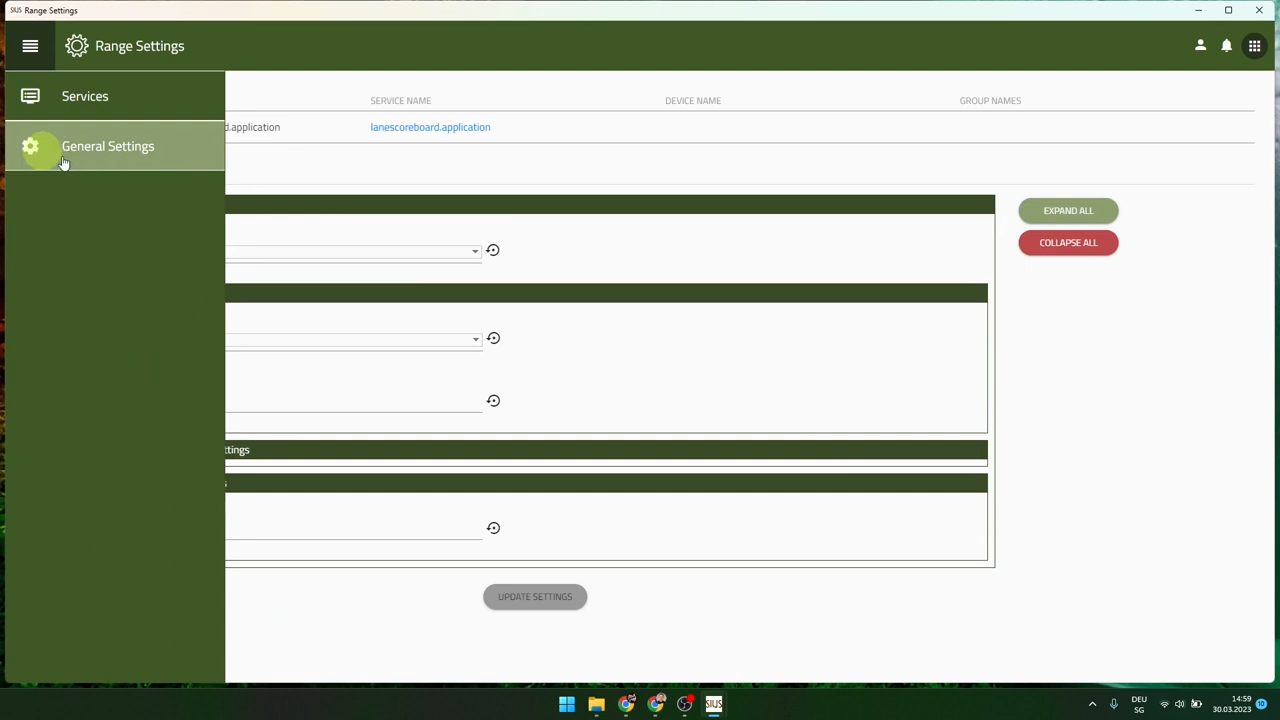 SIUS Range Settings
Range Settings
Services
SERVICE NAME
DEVICE NAME
GROUP NAMES
d.application
lanescoreboard.application
General Settings
EXPAND ALL
COLLAPSE ALL
ttings
s
UPDATE SETTINGS
SIUS
DEU
SG
14:59
30.03.2023